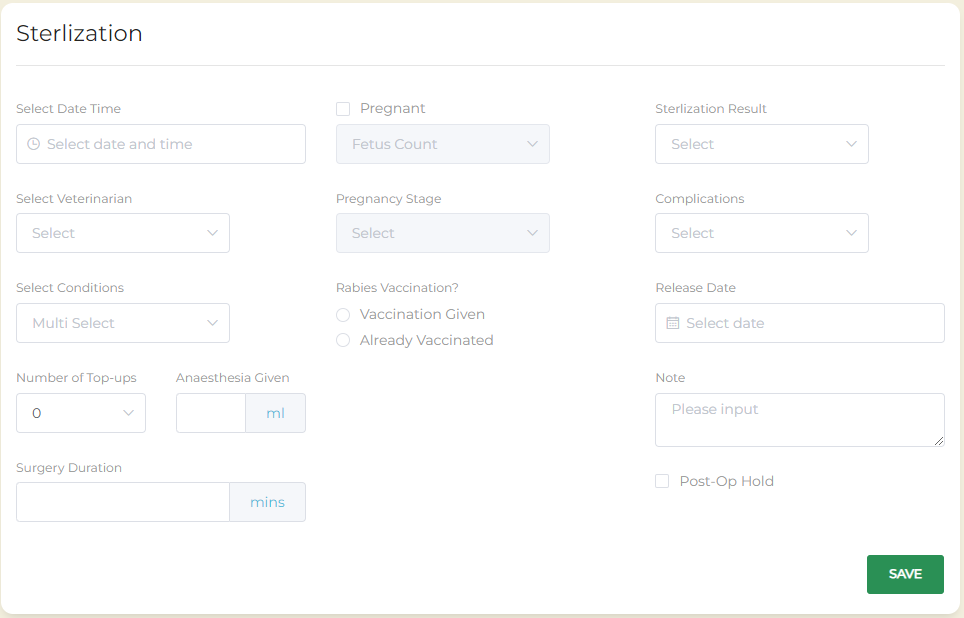 Sterlization
Select Date Time
Select date and time
Select Veterinarian
Select
Select Conditions
Multi Select
Number of Top-ups
0
Anaesthesia Given
ml
Surgery Duration
mins
Pregnant
Fetus Count
Pregnancy Stage
Select
Rabies Vaccination?
Vaccination Given
Already Vaccinated
Sterlization Result
Select
Complications
Select
Release Date
Select date
Note
Please input
Post-Op Hold
SAVE